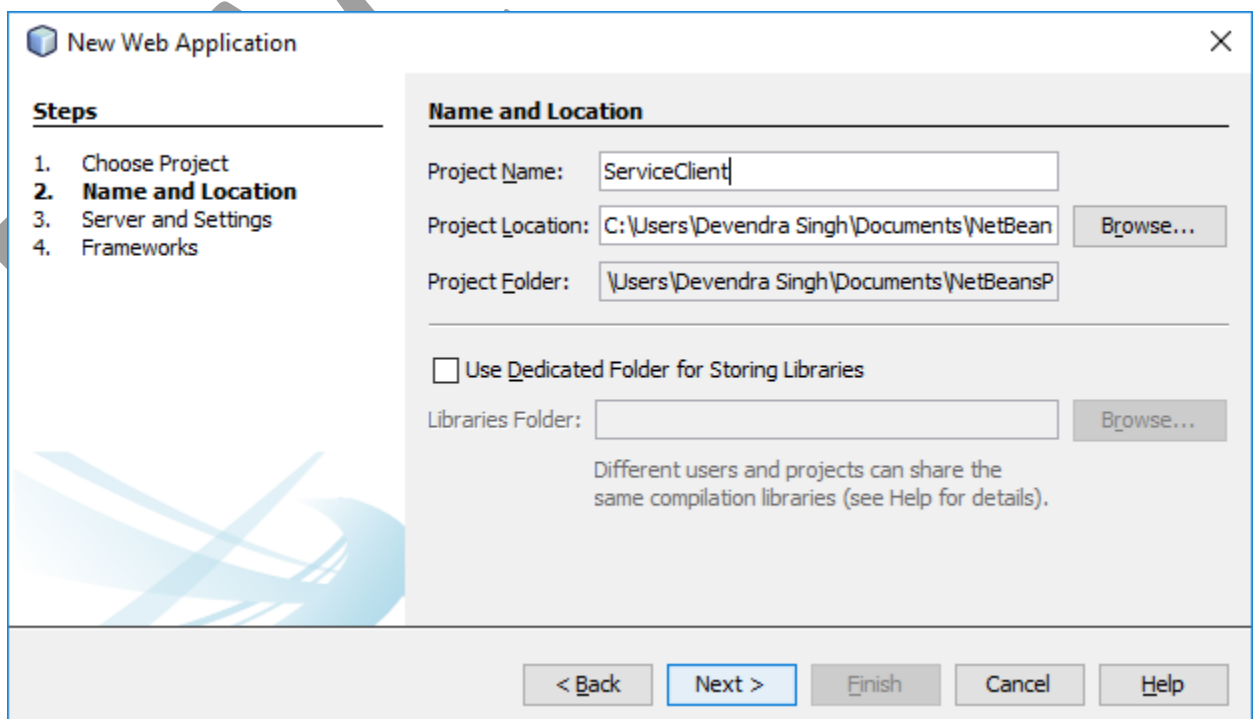 New Web Application
Steps
1. Choose Project
2. Name and Location
3. Server and Settings
4. Frameworks
Name and Location
Project Name: ServiceClient
Project Location: C:\Users\Devendra Singh\Documents\NetBean Browse...
Project Folder: \Users\Devendra Singh\Documents\NetBeansP
Use Dedicated Folder for Storing Libraries
Libraries Folder: Browse...
Different users and projects can share the
same compilation libraries (see Help for details).
< Back Next > Finish Cancel Help